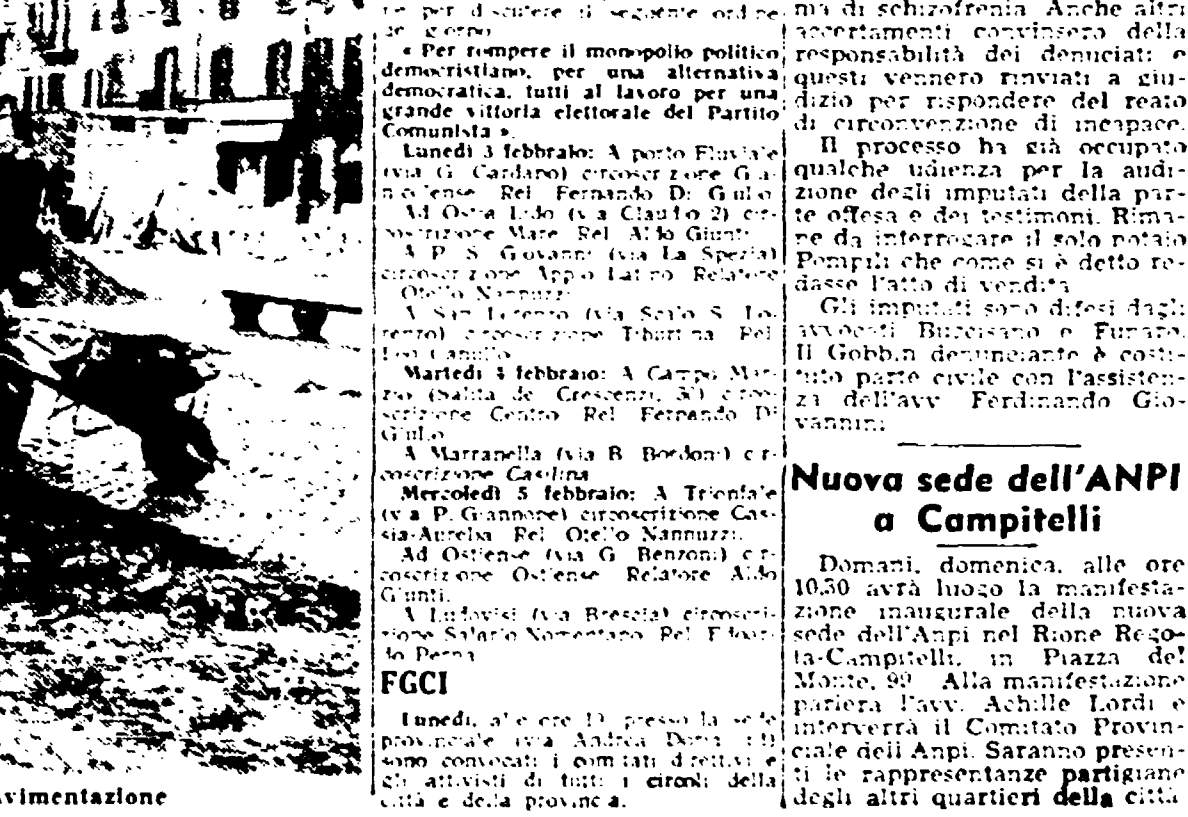 per discutere il seguente ordine
del giorno
« Per rompere il monopolio politico
democristiano, per una alternativa
democratica, tutti al lavoro per una
grande vittoria elettorale del Partito
Comunista ».
Lunedì 3 febbraio: A porto Fluviale
(via G. Cardano) circoscrizione Gia-
nicolense Rel Fernando Di Giulio
Ad Ostia Lido (via Claudio 2) cir-
coscrizione Mare Rel Aldo Giunti
A P. S. Giovanni (via La Spezia)
circoscrizione Appio Latino Relatore
Otello Nannuzzi
A San Lorenzo (via Scalo S. Lo-
renzo) circoscrizione Tiburtina Rel
Leo Canullo
Martedì 4 febbraio: A Campo Mar-
zio (Salita de' Crescenzi, 30) circo-
scrizione Centro Rel Fernando Di
Giulio
A Marranella (via B. Bordoni) cir-
coscrizione Casilina
Mercoledì 5 febbraio: A Trionfale
(via P. Giannone) circoscrizione Cas-
sia-Aurelia Rel Otello Nannuzzi.
Ad Ostiense (via G Benzoni) cir-
coscrizione Ostiense Relatore Aldo
Giunti.
A Ludovisi (via Brescia) circoscri-
zione Salario Nomentano Rel Edoar-
do Perna
FGCI
Lunedì, alle ore presso la sede
provinciale (via Andrea Doria
sono convocati i comitati direttivi e
gli attivisti di tutti i circoli della
città e della provincia.
ma di schizofrenia Anche altri
accertamenti convinsero della
responsabilità dei denuciati e
questi vennero rinviati a giu-
dizio per rispondere del reato
di circonvenzione di incapace.
Il processo ha già occupato
qualche udienza per la audi-
zione degli imputati della par-
te offesa e dei testimoni. Rima-
ne da interrogare il solo notaio
Pompili che come si è detto re-
dasse l'atto di vendita
Gli imputati sono difesi dagli
avvocati Buccisano e Funaro.
Il Gobbin denunciante è costi-
tuto parte civile con l'assisten-
za dell'avv Ferdinando Gio-
vannini
Nuova sede dell'ANPI
a Campitelli
Domani, domenica, alle ore
10,30 avrà luogo la manifesta-
zione inaugurale della nuova
sede dell'Anpi nel Rione Rego-
la-Campitelli, in Piazza del
Monte, 99 Alla manifestazione
parlerà l'avv. Achille Lordi e
interverrà il Comitato Provin-
ciale dell Anpi. Saranno presen-
ti le rappresentanze partigiane
degli altri quartieri della città
avimentazione